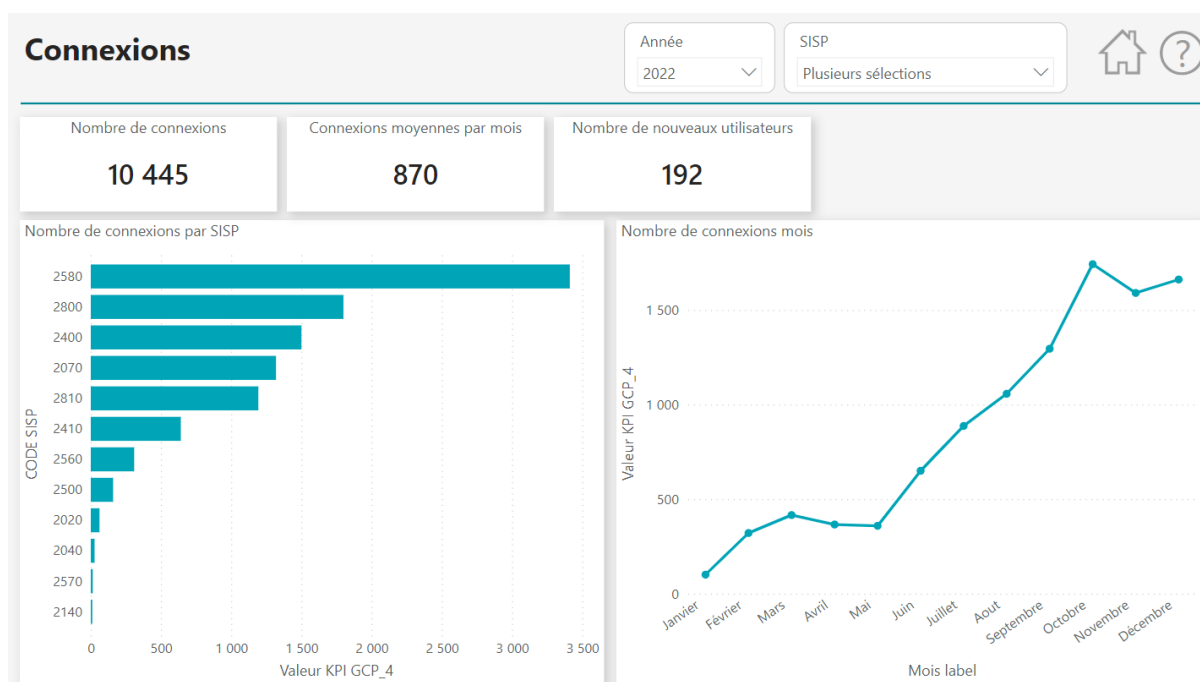 Connexions
Année
2022
SISP
Plusieurs sélections
?
Nombre de connexions
10 445
Connexions moyennes par mois
870
Nombre de nouveaux utilisateurs
192
Nombre de connexions par SISP
CODE SISP
2580
2800
2400
2070
2810
2410
2560
2500
2020
2040
2570
2140
0
500
1 000
1 500
2 000
2 500
3 000
3 500
Valeur KPI GCP_4
Nombre de connexions mois
Valeur KPI GCP_4
1 500
1 000
500
0
Janvier
Février
Mars
Avril
Mai
Juin
Juillet
Aout
Septembre
Octobre
Novembre
Décembre
Mois label